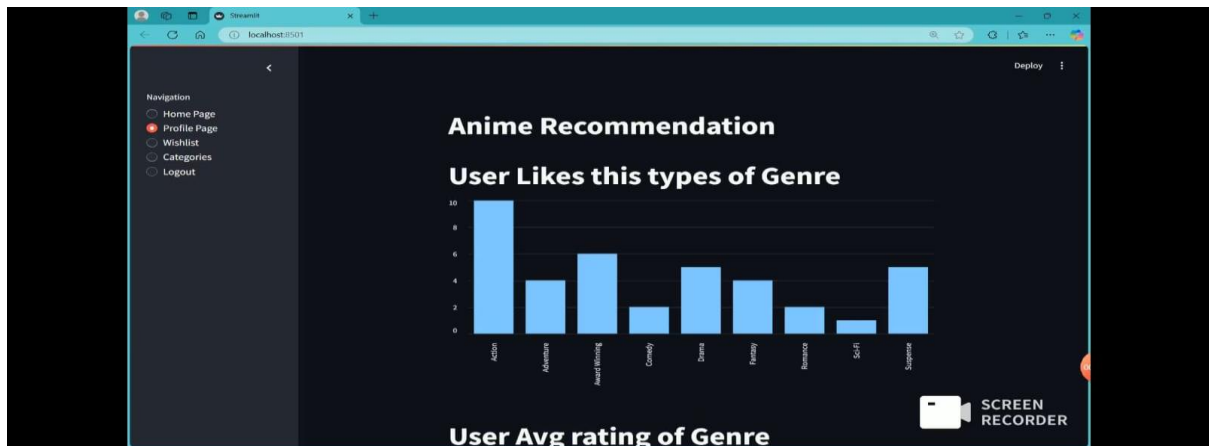 Streamlit
localhost:8501
Deploy
Navigation
Home Page
Profile Page
Wishlist
Categories
Logout
Anime Recommendation
User Likes this types of Genre
10
8
6
4
2
0
Action
Adventure
Award Winning
Comedy
Drama
Fantasy
Romance
Sci-Fi
Suspense
User Avg rating of Genre
SCREEN
RECORDER